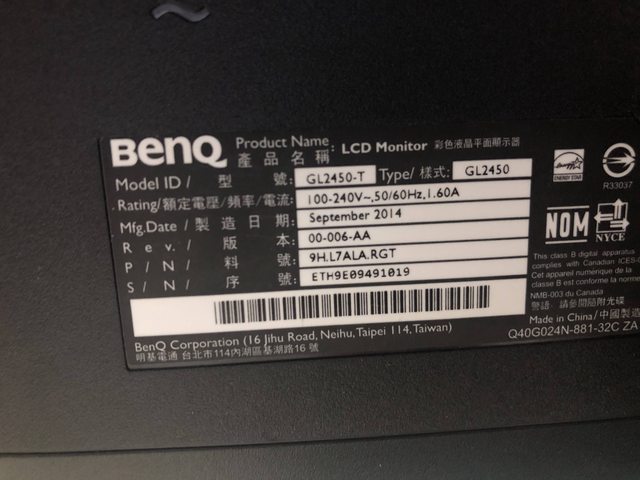 BenQ Product Name: LCD Monitor 彩色液晶平面顯示器
產品名稱
Model ID / 型 號: GL2450-T Type/ 樣式: GL2450
Rating/額定電壓/頻率/電流: 100-240V~,50/60Hz,1.60A
Mfg.Date / 製造日期: September 2014
Rev. / 版 本: 00-006-AA
P / N / 料 號: 9H.L7ALA.RGT
S / N / 序 號: ETH9E09491019
BenQ Corporation (16 Jihu Road, Neihu,Taipei 114,Taiwan)
明基電通 台北市114內湖區基湖路16號
ENERGY STAR
R33037
NOM
NYCE
This class B digital apparatus
complies with Canadian ICES-0
Cet appareil numérique de la
classe B est conforme à la norme
NMB-003 du Canada
警語: 請參閱隨附光碟
Made in China/中國製造
Q40G024N-881-32C ZA